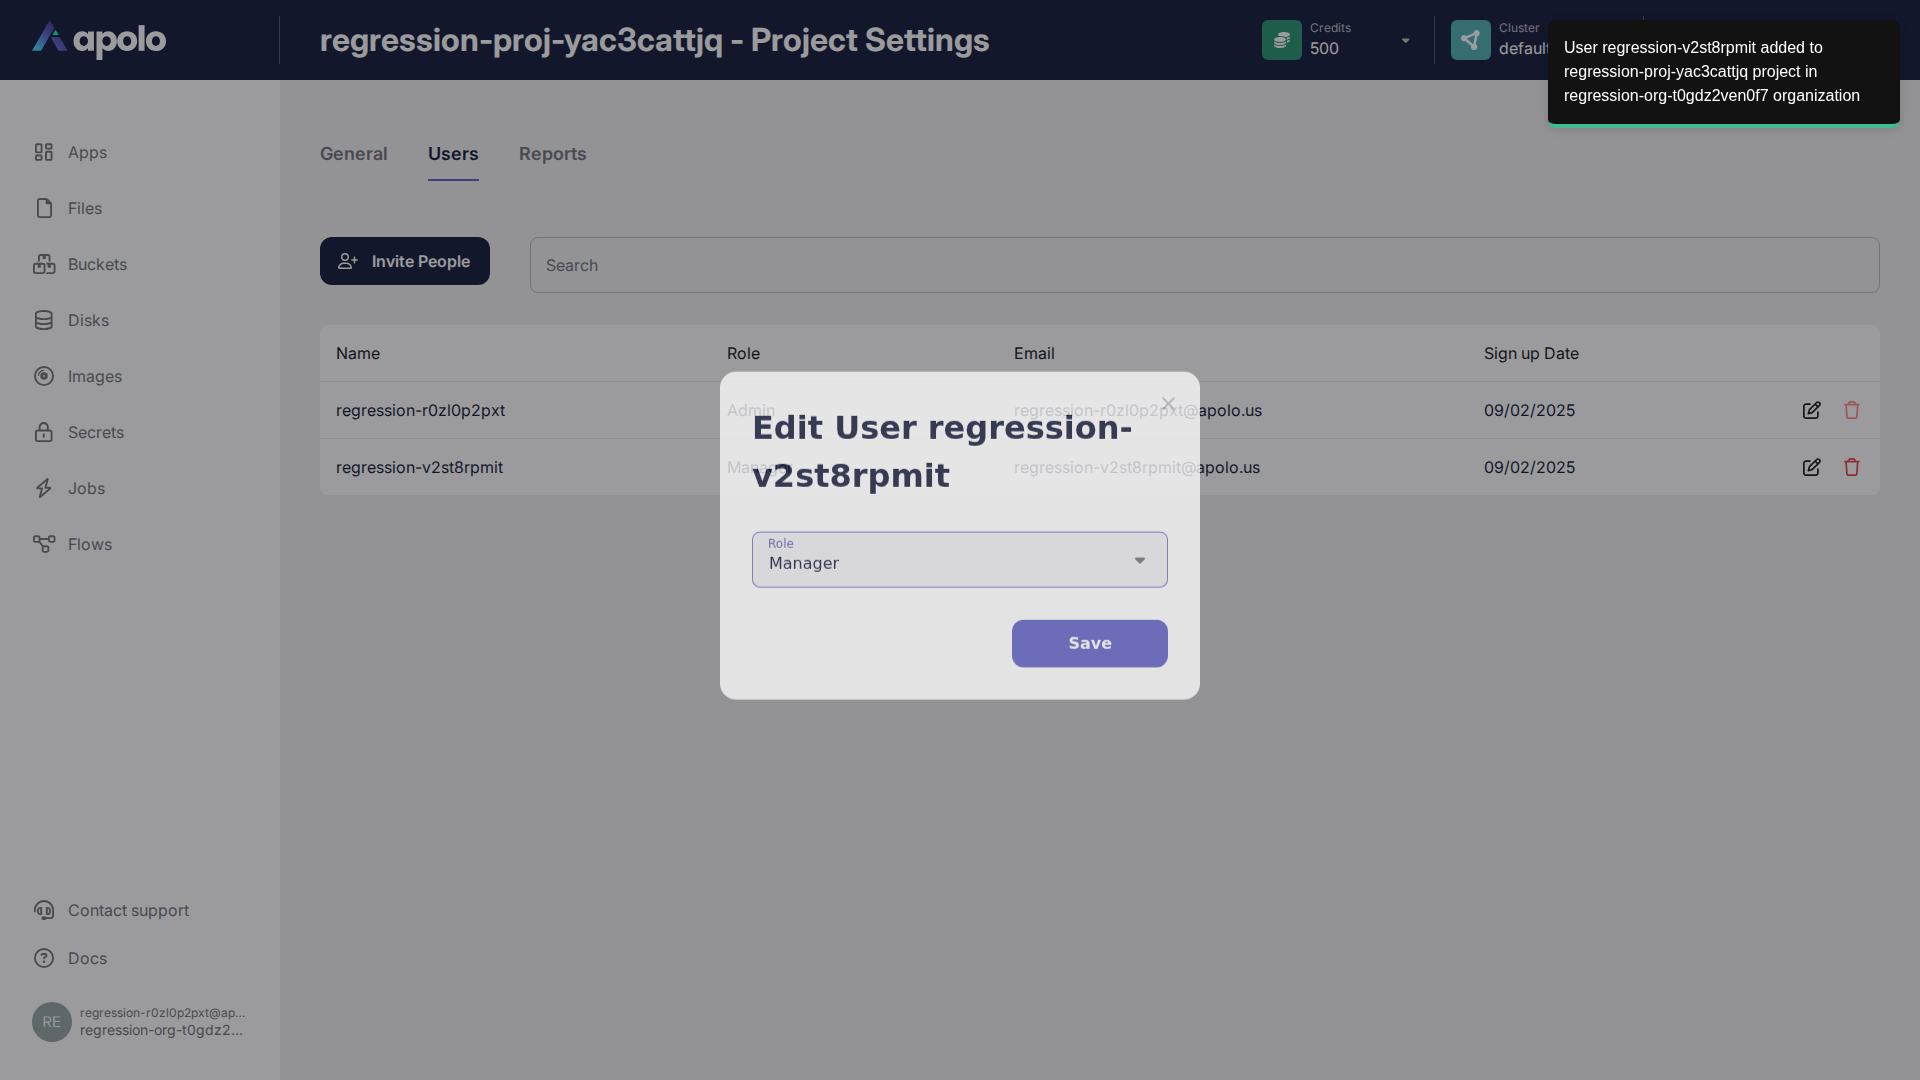 apolo
regression-proj-yac3cattjq - Project Settings
Credits
500
Cluster
default
User regression-v2st8rpmit added to
regression-proj-yac3cattjq project in
regression-org-t0gdz2ven0f7 organization
Apps
Files
Buckets
Disks
Images
Secrets
Jobs
Flows
Contact support
Docs
RE
regression-r0zl0p2pxt@ap...
regression-org-t0gdz2...
General
Users
Reports
Invite People
Search
Name
Role
Email
Sign up Date
regression-r0zl0p2pxt
Admin
regression-r0zl0p2pxt@apolo.us
09/02/2025
regression-v2st8rpmit
Manager
regression-v2st8rpmit@apolo.us
09/02/2025
Edit User regression-
v2st8rpmit
Role
Manager
Save